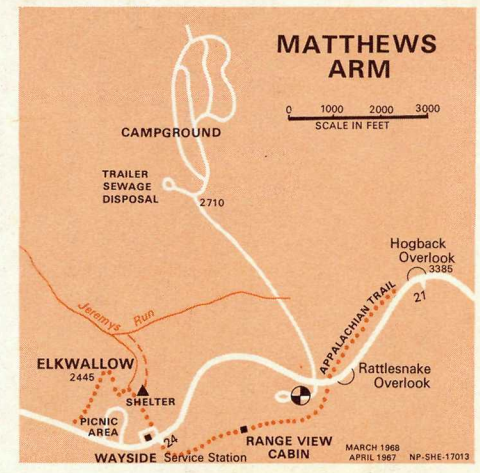 MATTHEWS
ARM
0 1000 2000 3000
SCALE IN FEET
CAMPGROUND
TRAILER
SEWAGE
DISPOSAL
2710
Hogback
Overlook
3385
21
APPALACHIAN TRAIL
Jeremys Run
ELKWALLOW
2445
SHELTER
Rattlesnake
Overlook
PICNIC
AREA
24
WAYSIDE Service Station
RANGE VIEW
CABIN
MARCH 1968
APRIL 1967 NP-SHE-17013